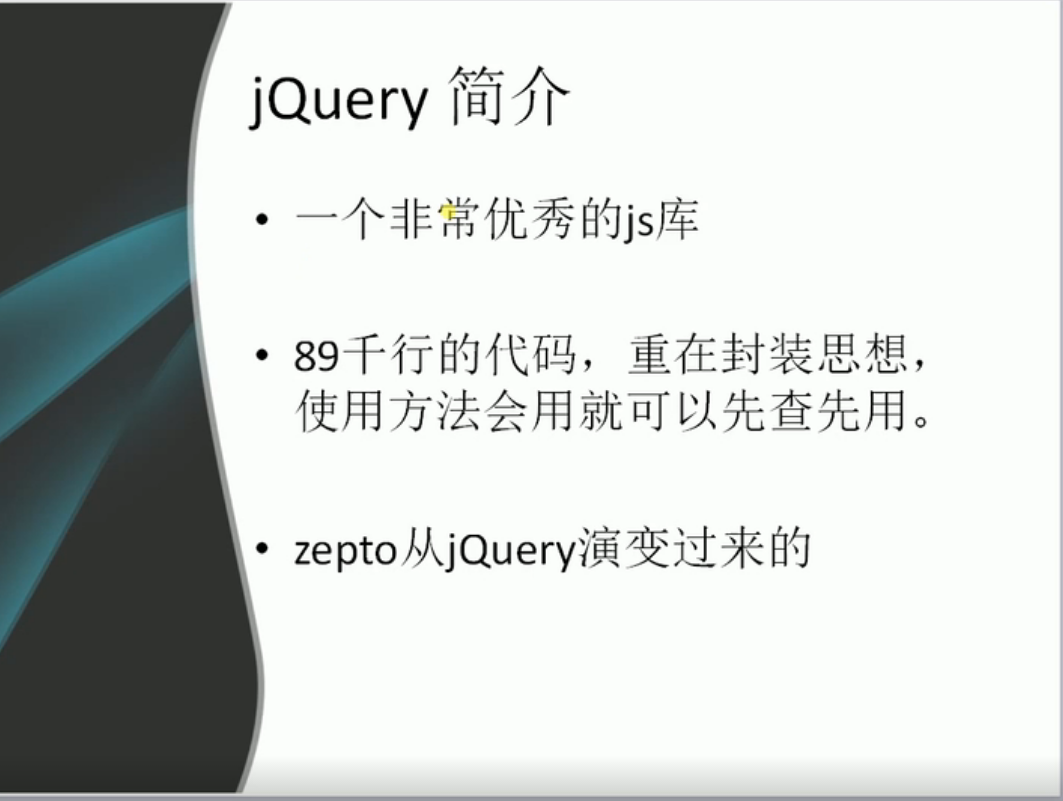 jQuery 简介
• 一个非常优秀的js库
• 89千行的代码，重在封装思想，
使用方法会用就可以先查先用。
• zepto从jQuery演变过来的